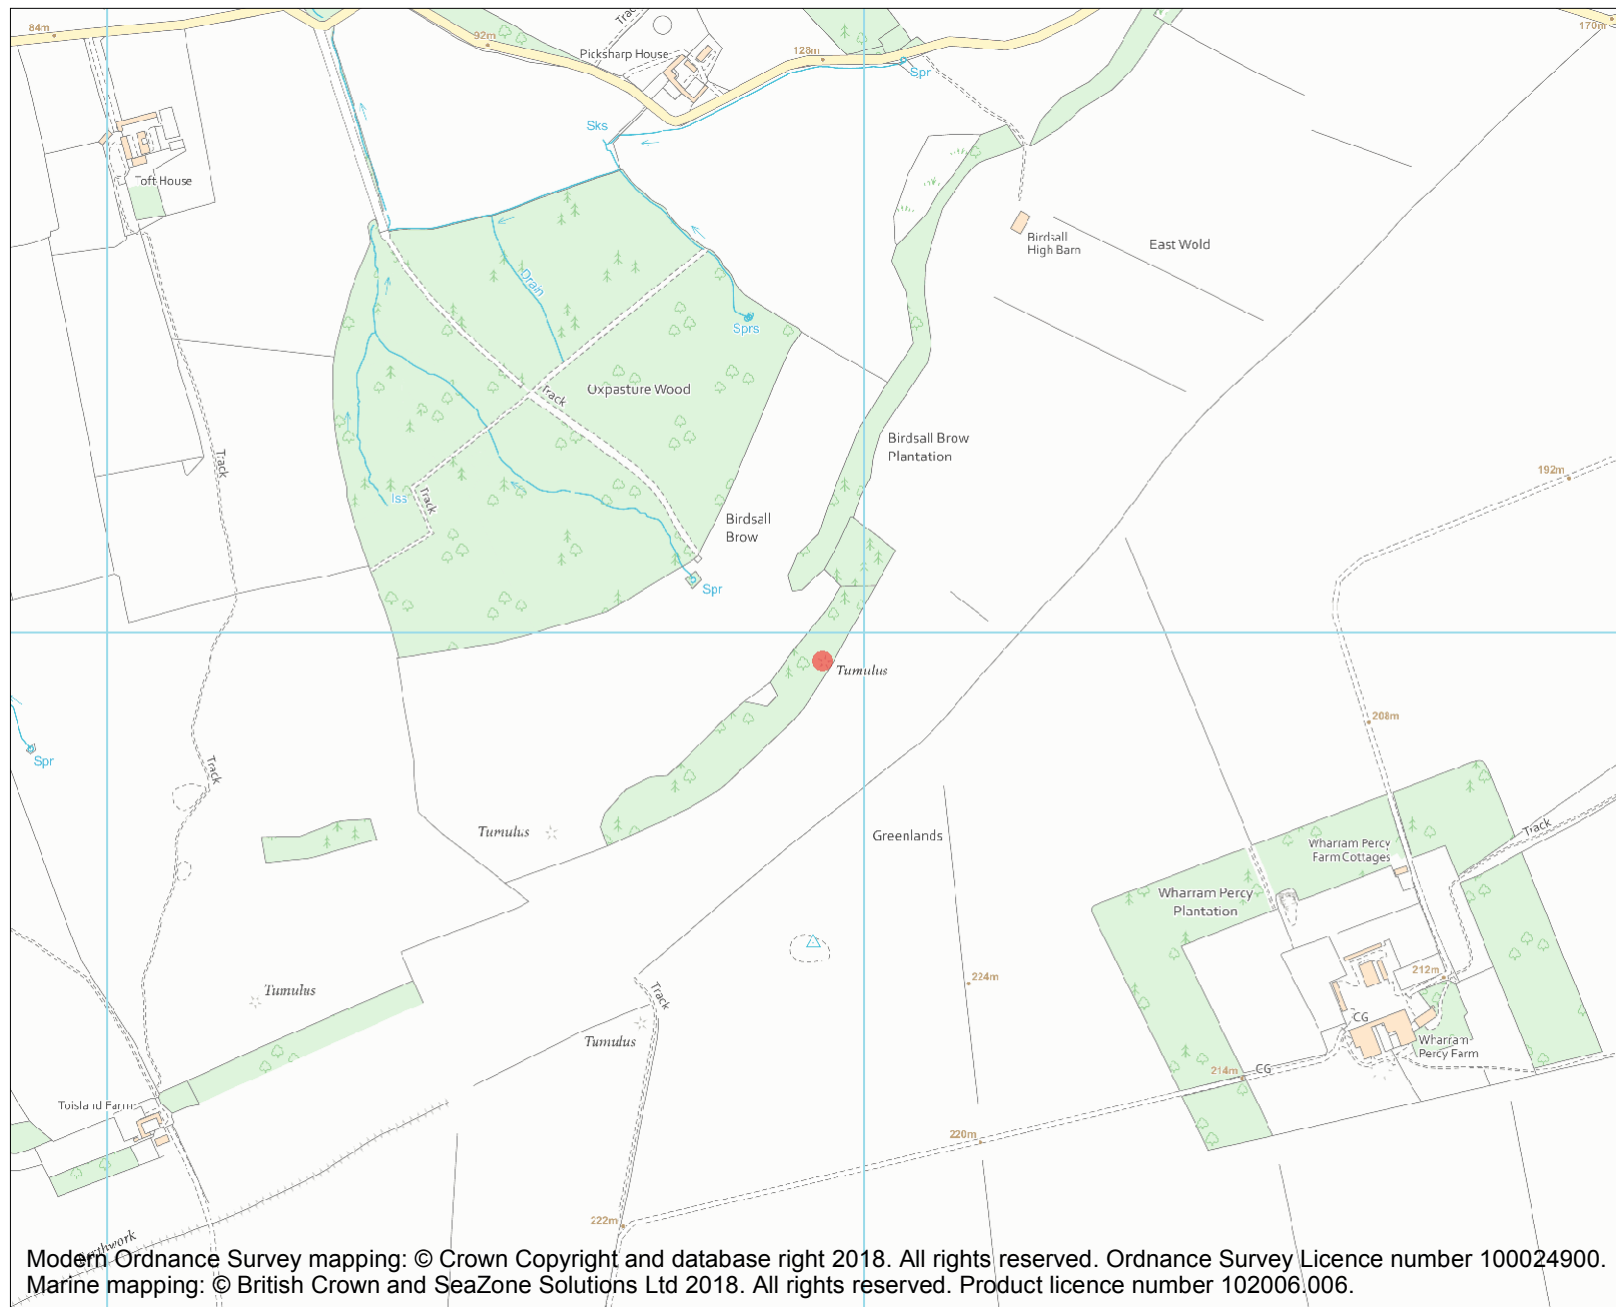 84m
92m
Track
Picksharp House
128m
170m
Spr
Sks
Birdsall
High Barn
East Wold
Drain
Sprs
Oxpasture Wood
Track
Birdsall Brow
Plantation
Track
192m
Iss
Track
Birdsall
Brow
Spr
Tumulus
208m
Spr
Track
Tumulus
Greenlands
Track
Wharram Percy
Farm Cottages
Wharram Percy
Plantation
Tumulus
224m
212m
Track
CG
Tumulus
Wharram
Percy Farm
214m
CG
220m
222m
Modern Ordnance Survey mapping: © Crown Copyright and database right 2018. All rights reserved. Ordnance Survey Licence number 100024900.
Marine mapping: © British Crown and SeaZone Solutions Ltd 2018. All rights reserved. Product licence number 102006.006.